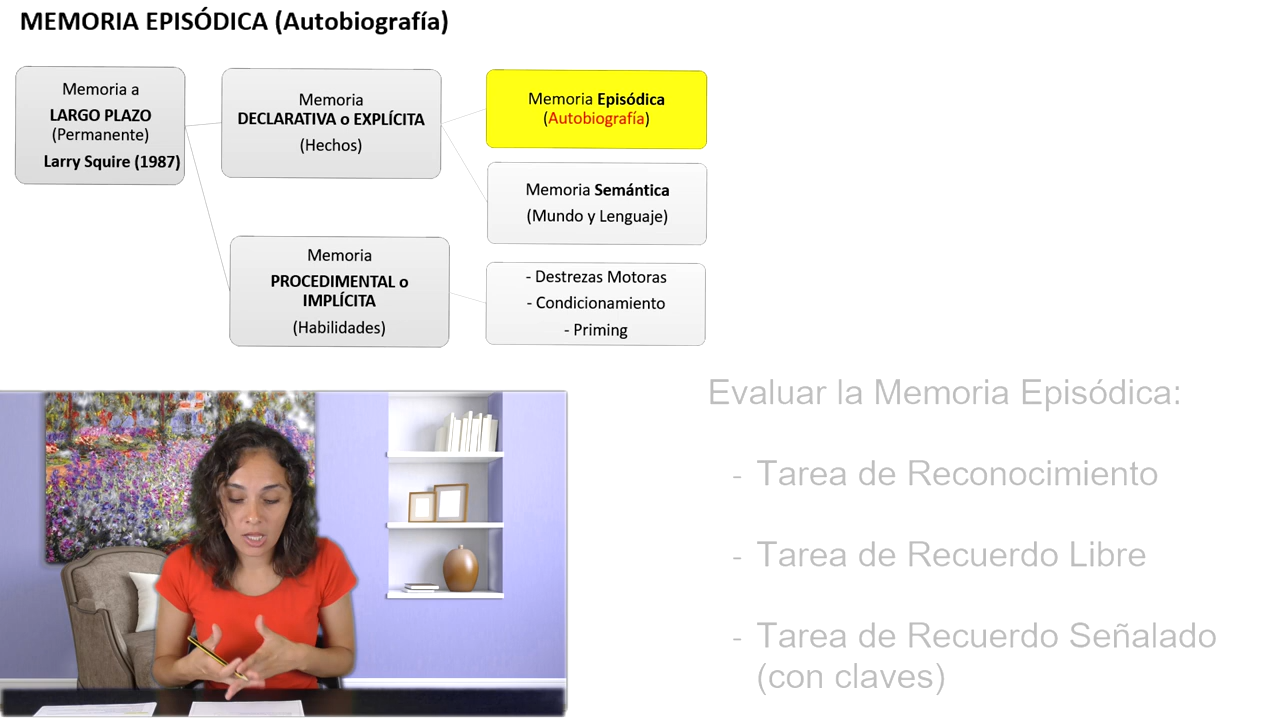 MEMORIA EPISÓDICA (Autobiografía)
Memoria a
LARGO PLAZO
(Permanente)
Larry Squire (1987)
Memoria
DECLARATIVA o EXPLÍCITA
(Hechos)
Memoria Episódica
(Autobiografía)
Memoria Semántica
(Mundo y Lenguaje)
Memoria
PROCEDIMENTAL o
IMPLÍCITA
(Habilidades)
- Destrezas Motoras
- Condicionamiento
- Priming
Evaluar la Memoria Episódica:
- Tarea de Reconocimiento
- Tarea de Recuerdo Libre
- Tarea de Recuerdo Señalado
(con claves)